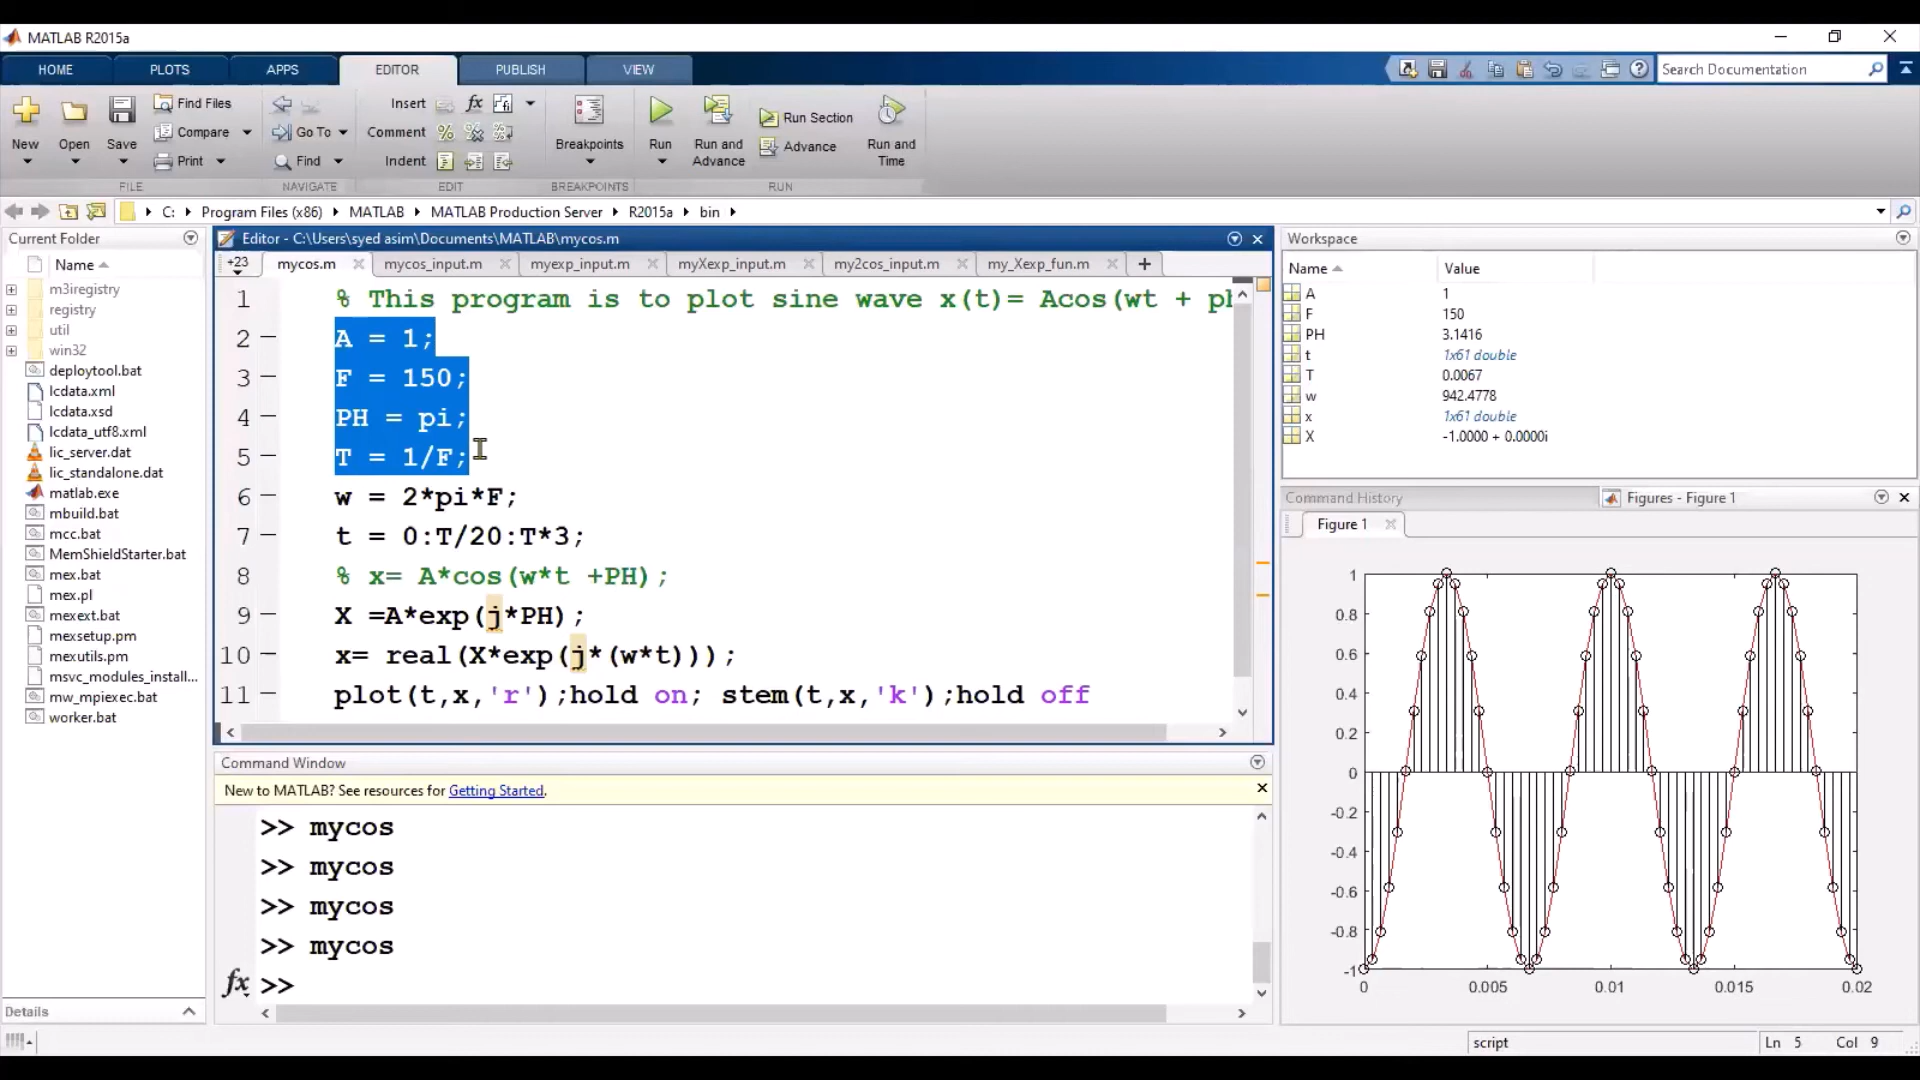 MATLAB R2015a
HOME PLOTS APPS EDITOR PUBLISH VIEW
Search Documentation
New Open Save Find Files Compare Print
Go To Find
Insert fx Comment % Indent
Breakpoints
Run Run and Advance Run Section Advance Run and Time
FILE NAVIGATE EDIT BREAKPOINTS RUN
C: Program Files (x86) MATLAB MATLAB Production Server R2015a bin
Current Folder
Name
m3iregistry
registry
util
win32
deploytool.bat
lcdata.xml
lcdata.xsd
lcdata_utf8.xml
lic_server.dat
lic_standalone.dat
matlab.exe
mbuild.bat
mcc.bat
MemShieldStarter.bat
mex.bat
mex.pl
mexext.bat
mexsetup.pm
mexutils.pm
msvc_modules_install...
mw_mpiexec.bat
worker.bat
Details
Editor - C:\Users\syed asim\Documents\MATLAB\mycos.m
+23 mycos.m mycos_input.m myexp_input.m myXexp_input.m my2cos_input.m my_Xexp_fun.m
1 % This program is to plot sine wave x(t)= Acos(wt + ph
2 A = 1;
3 F = 150;
4 PH = pi;
5 T = 1/F;
6 w = 2*pi*F;
7 t = 0:T/20:T*3;
8 % x= A*cos(w*t +PH);
9 X =A*exp(j*PH);
10 x= real(X*exp(j*(w*t)));
11 plot(t,x,'r');hold on; stem(t,x,'k');hold off
Command Window
New to MATLAB? See resources for Getting Started.
>> mycos
>> mycos
>> mycos
>> mycos
fx >>
Workspace
Name Value
A 1
F 150
PH 3.1416
t 1x61 double
T 0.0067
w 942.4778
x 1x61 double
X -1.0000 + 0.0000i
Command History
Figures - Figure 1
Figure 1
1
0.8
0.6
0.4
0.2
0
-0.2
-0.4
-0.6
-0.8
-1
0 0.005 0.01 0.015 0.02
script Ln 5 Col 9